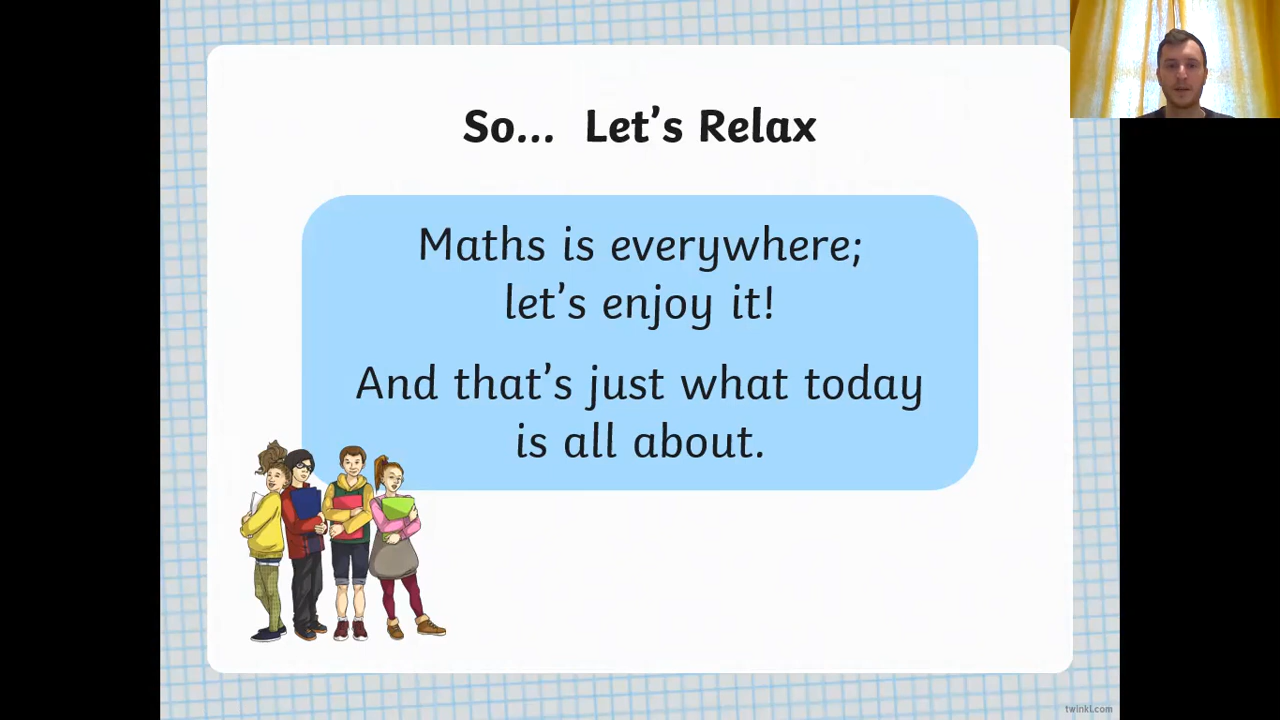 So... Let's Relax
Maths is everywhere;
let's enjoy it!
And that's just what today
is all about.
twinkl.com